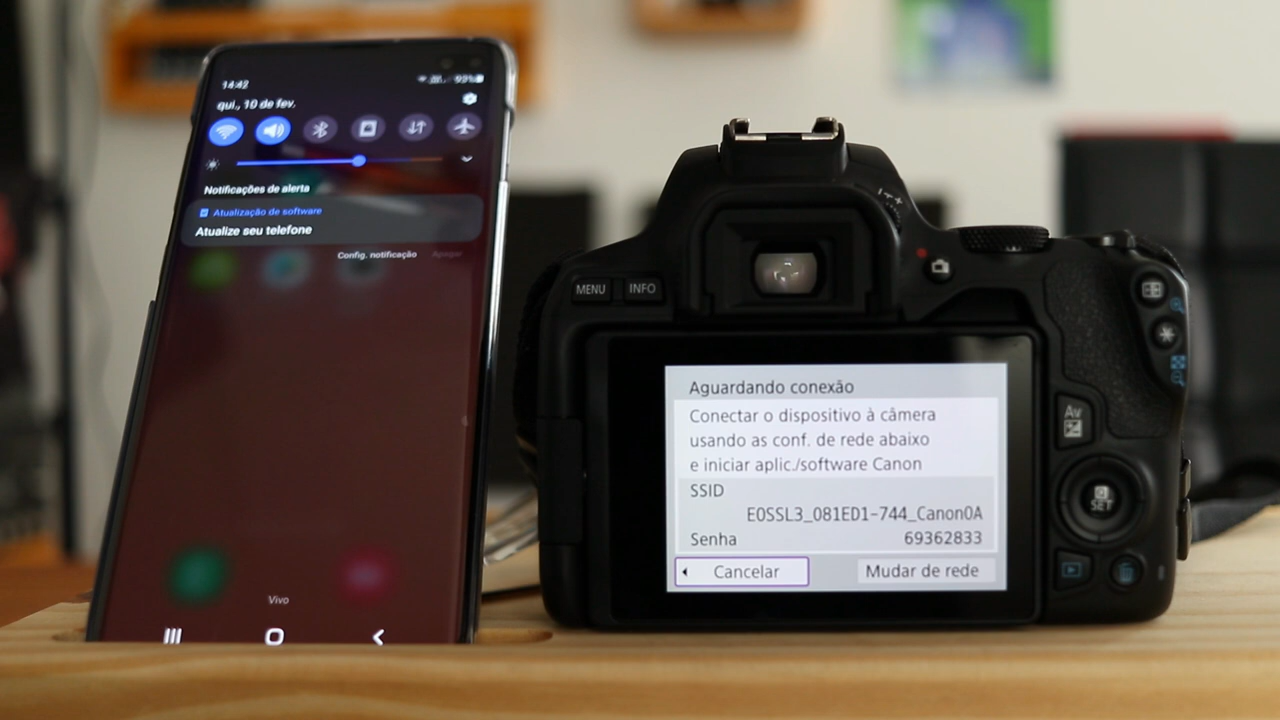 14:42
93%
qui., 10 de fev.
Notificações de alerta
Atualização de software
Atualize seu telefone
Config. notificação
Apagar
Vivo
MENU
INFO
Aguardando conexão
Conectar o dispositivo à câmera
usando as conf. de rede abaixo
e iniciar aplic./software Canon
SSID
EOSSL3_081ED1-744_Canon0A
Senha
69362833
Cancelar
Mudar de rede
Av
SET